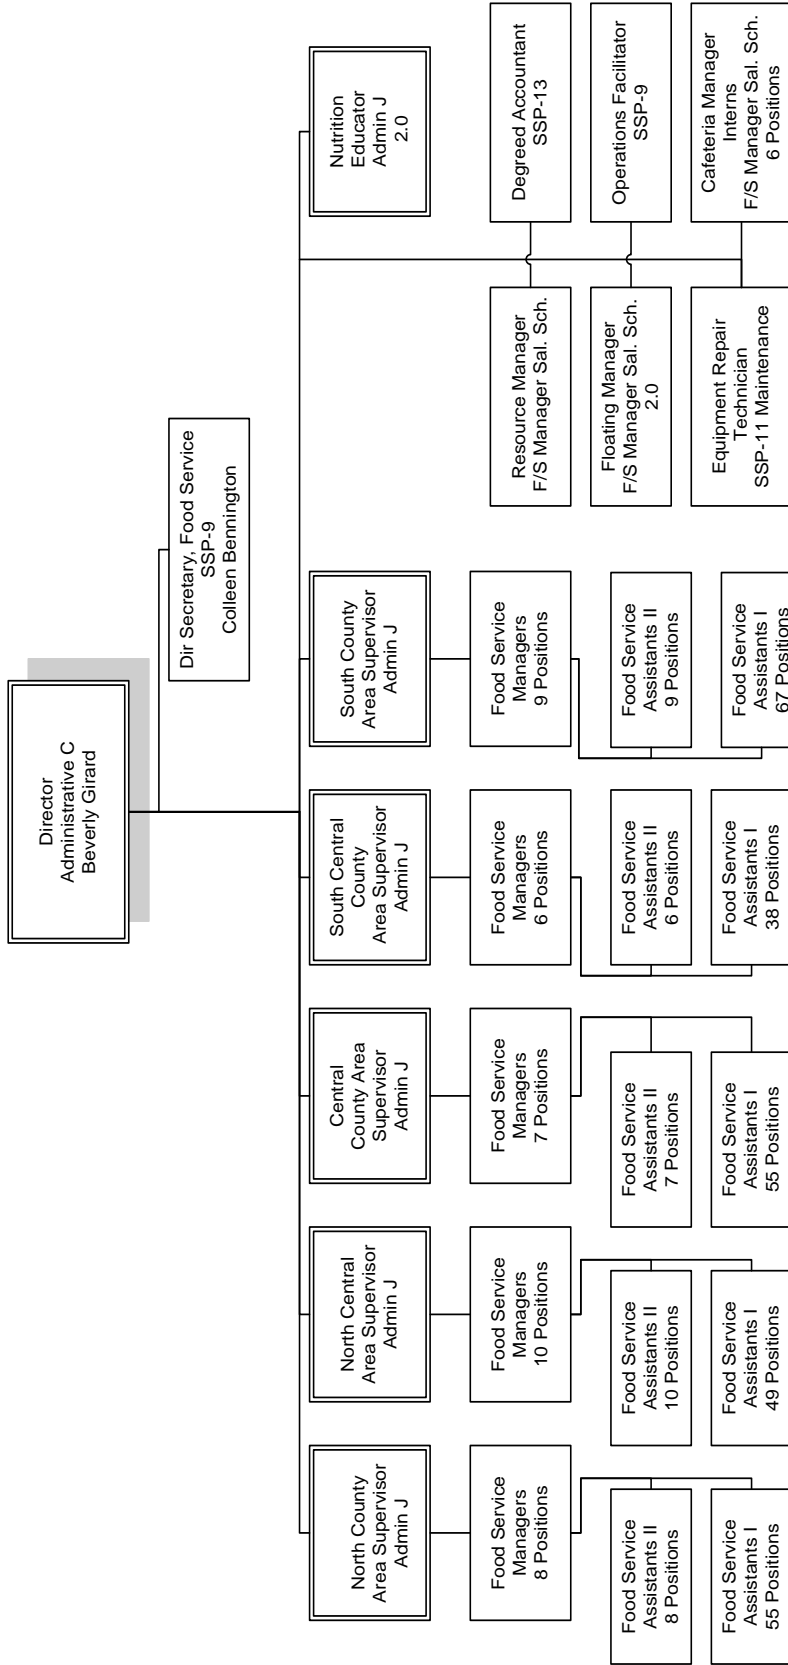 Director
Administrative C
Beverly Girard
Dir Secretary, Food Service
SSP-9
Colleen Bennington
North County
Area Supervisor
Admin J
North Central
Area Supervisor
Admin J
Central
County Area
Supervisor
Admin J
South Central
County
Area Supervisor
Admin J
South County
Area Supervisor
Admin J
Nutrition
Educator
Admin J
2.0
Food Service
Managers
8 Positions
Food Service
Managers
10 Positions
Food Service
Managers
7 Positions
Food Service
Managers
6 Positions
Food Service
Managers
9 Positions
Resource Manager
F/S Manager Sal. Sch.
Degreed Accountant
SSP-13
Food Service
Assistants II
8 Positions
Food Service
Assistants II
10 Positions
Food Service
Assistants II
7 Positions
Food Service
Assistants II
6 Positions
Food Service
Assistants II
9 Positions
Floating Manager
F/S Manager Sal. Sch.
2.0
Operations Facilitator
SSP-9
Food Service
Assistants I
55 Positions
Food Service
Assistants I
49 Positions
Food Service
Assistants I
55 Positions
Food Service
Assistants I
38 Positions
Food Service
Assistants I
67 Positions
Equipment Repair
Technician
SSP-11 Maintenance
Cafeteria Manager
Interns
F/S Manager Sal. Sch.
6 Positions